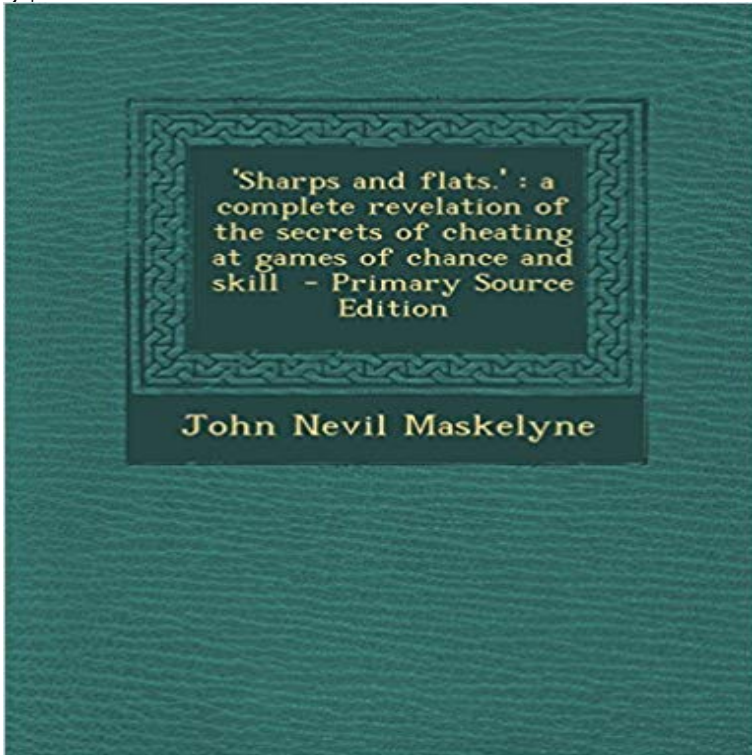 'Sharps and flats.' : a
complete revelation of
the secrets of cheating
at games of chance and
skill - Primary Source
Edition
John Nevil Maskelyne